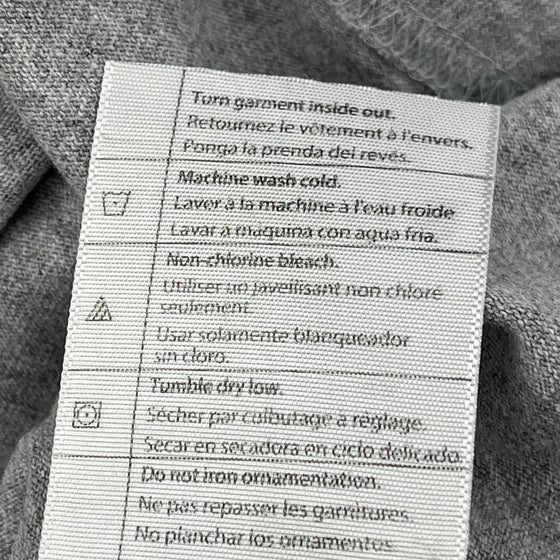 Turn garment inside out.
Retournez le vêtement à l'envers.
Ponga la prenda del revés.
Machine wash cold.
Laver à la machine à l'eau froide
Lavar a maquina con agua fria.
Non-chlorine bleach.
Utiliser un javellisant non chloré
seulement.
Usar solamente blanqueador
sin cloro.
Tumble dry low.
Sécher par culbutage à réglage.
Secar en secadora en ciclo delicado.
Do not iron ornamentation.
Ne pas repasser les garnitures.
No planchar los ornamentos.